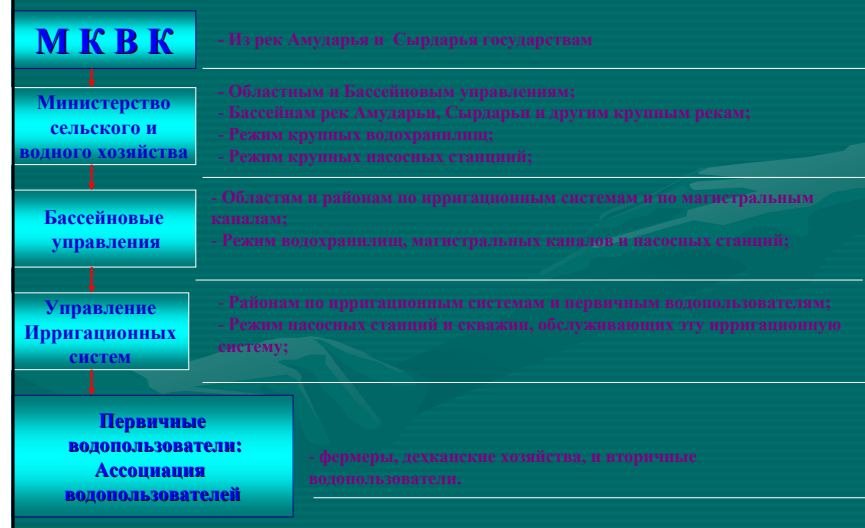 М К В К
- Из рек Амударья и Сырдарья государствам
Министерство
сельского и
водного хозяйства
- Областным и Бассейновым управлениям;
- Бассейнам рек Амударьи, Сырдарьи и другим крупным рекам;
- Режим крупных водохранилищ;
- Режим крупных насосных станциий;
Бассейновые
управления
- Областям и районам по ирригационным системам и по магистральным
каналам;
- Режим водохранилищ, магистральных каналов и насосных станций;
Управление
Ирригационных
систем
- Районам по ирригационным системам и первичным водопользователям;
- Режим насосных станций и скважин, обслуживающих эту ирригационную
систему;
Первичные
водопользователи:
Ассоциация
водопользователей
- фермеры, дехканские хозяйства, и вторичные
водопользователи.